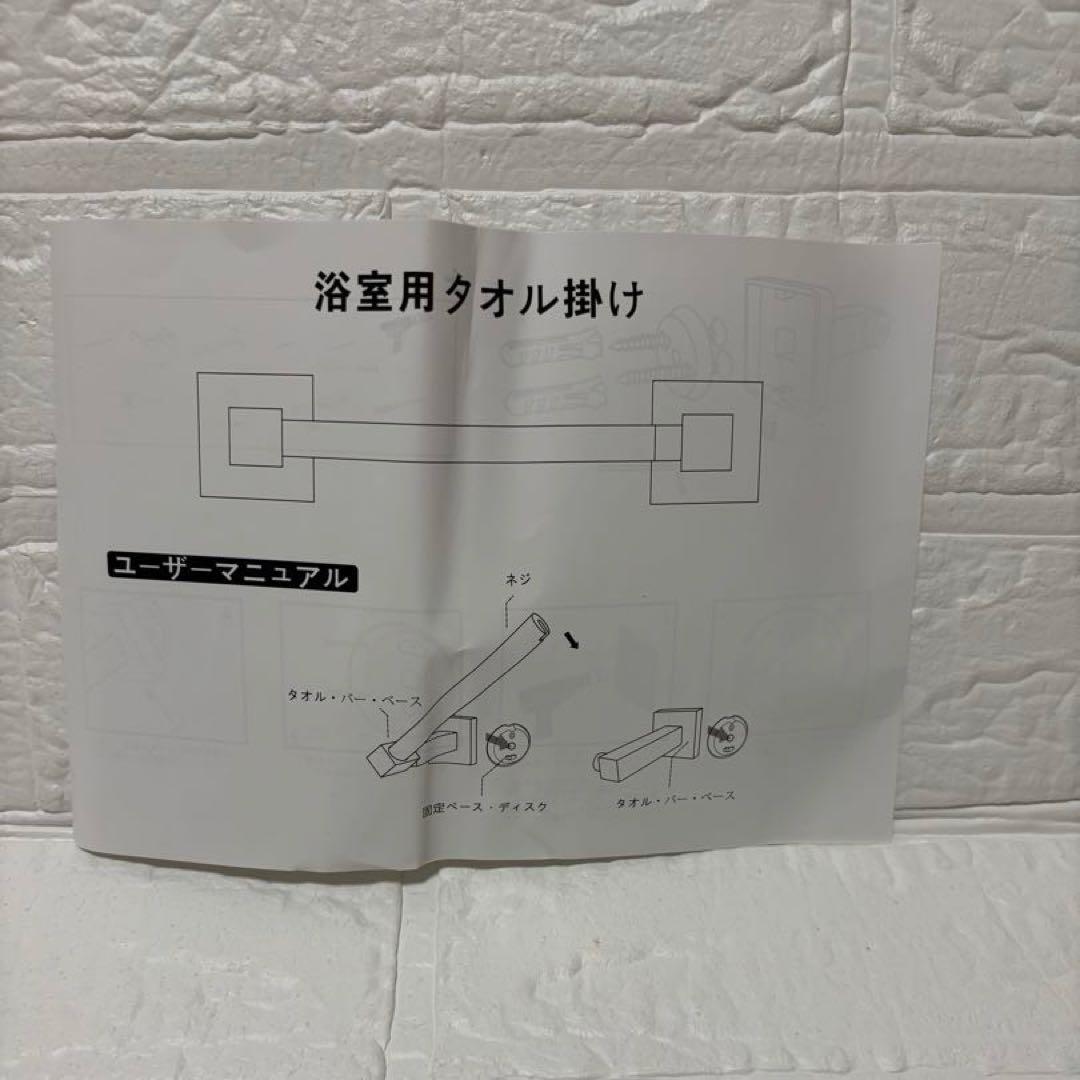 浴室用タオル掛け
ユーザーマニュアル
ネジ
タオル・バー・ベース
固定ベース・ディスク
タオル・バー・ベース